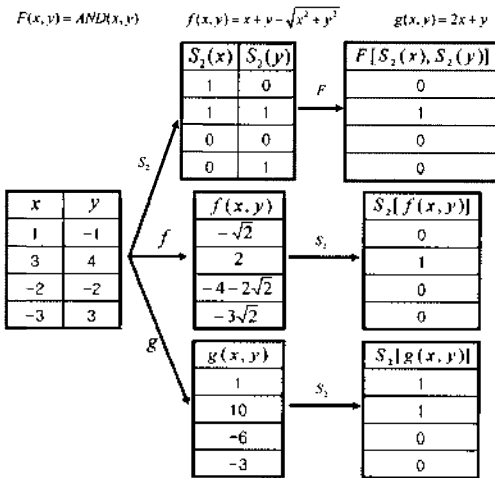 F(x, y) = AND(x, y)
f(x, y) = x + y − √(x² + y²)
g(x, y) = 2x + y
S₂(x) S₂(y)
1 0
1 1
0 0
0 1
F
F[S₂(x), S₂(y)]
0
1
0
0
S₂
x y
1 −1
3 4
−2 −2
−3 3
f
f(x, y)
−√2
2
−4−2√2
−3√2
S₂
S₂[f(x, y)]
0
1
0
0
g
g(x, y)
1
10
−6
−3
S₂
S₂[g(x, y)]
1
1
0
0